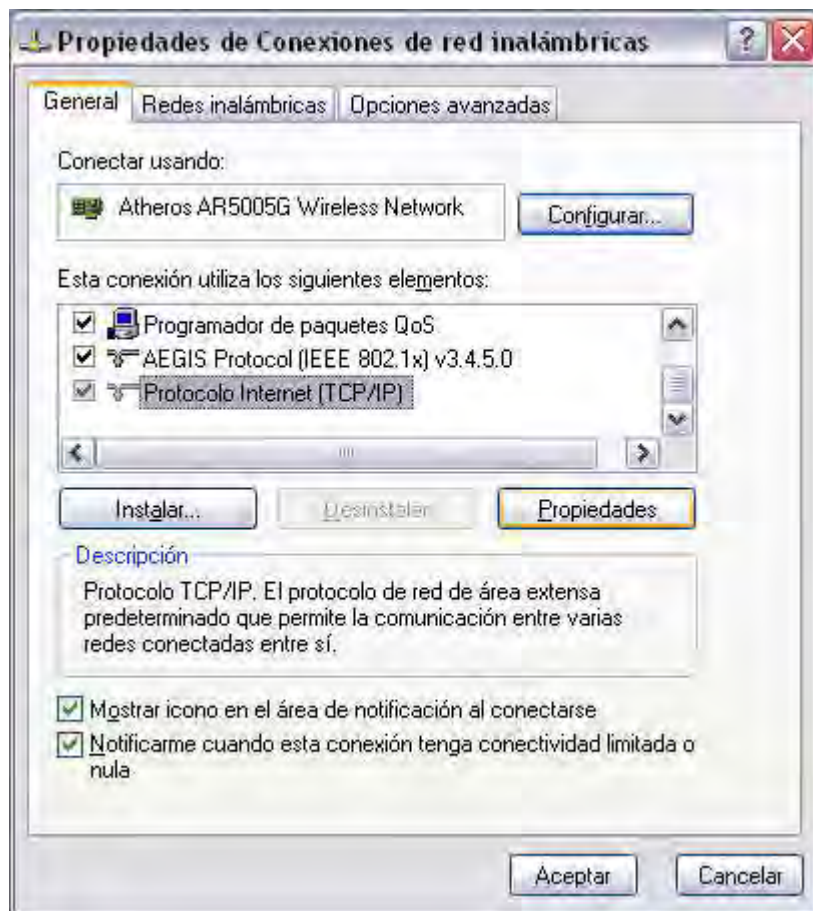 Propiedades de Conexiones de red inalámbricas
General Redes inalámbricas Opciones avanzadas
Conectar usando:
Atheros AR5005G Wireless Network Configurar...
Esta conexión utiliza los siguientes elementos:
Programador de paquetes QoS
AEGIS Protocol (IEEE 802.1x) v3.4.5.0
Protocolo Internet (TCP/IP)
Instalar... Desinstalar Propiedades
Descripción
Protocolo TCP/IP. El protocolo de red de área extensa
predeterminado que permite la comunicación entre varias
redes conectadas entre sí.
Mostrar icono en el área de notificación al conectarse
Notificarme cuando esta conexión tenga conectividad limitada o
nula
Aceptar Cancelar